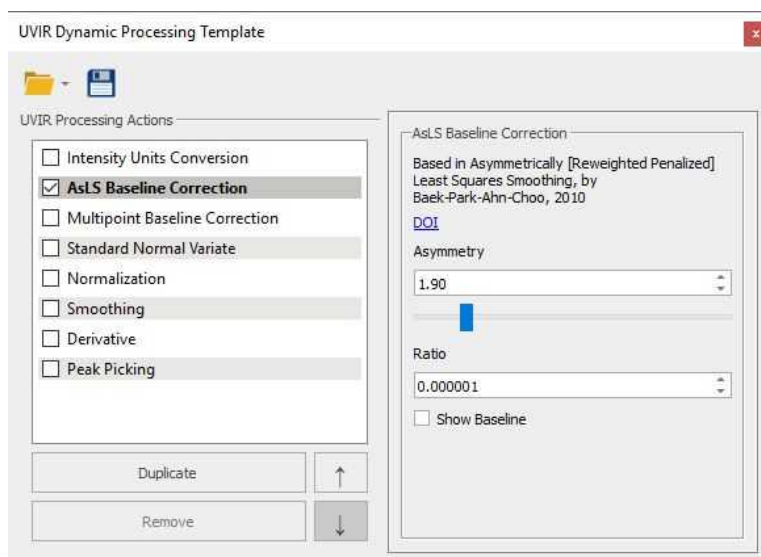 UVIR Dynamic Processing Template
x
UVIR Processing Actions
Intensity Units Conversion
AsLS Baseline Correction
Multipoint Baseline Correction
Standard Normal Variate
Normalization
Smoothing
Derivative
Peak Picking
Duplicate
↑
Remove
↓
AsLS Baseline Correction
Based in Asymmetrically [Reweighted Penalized]
Least Squares Smoothing, by
Baek-Park-Ahn-Choo, 2010
DOI
Asymmetry
1.90
Ratio
0.000001
Show Baseline